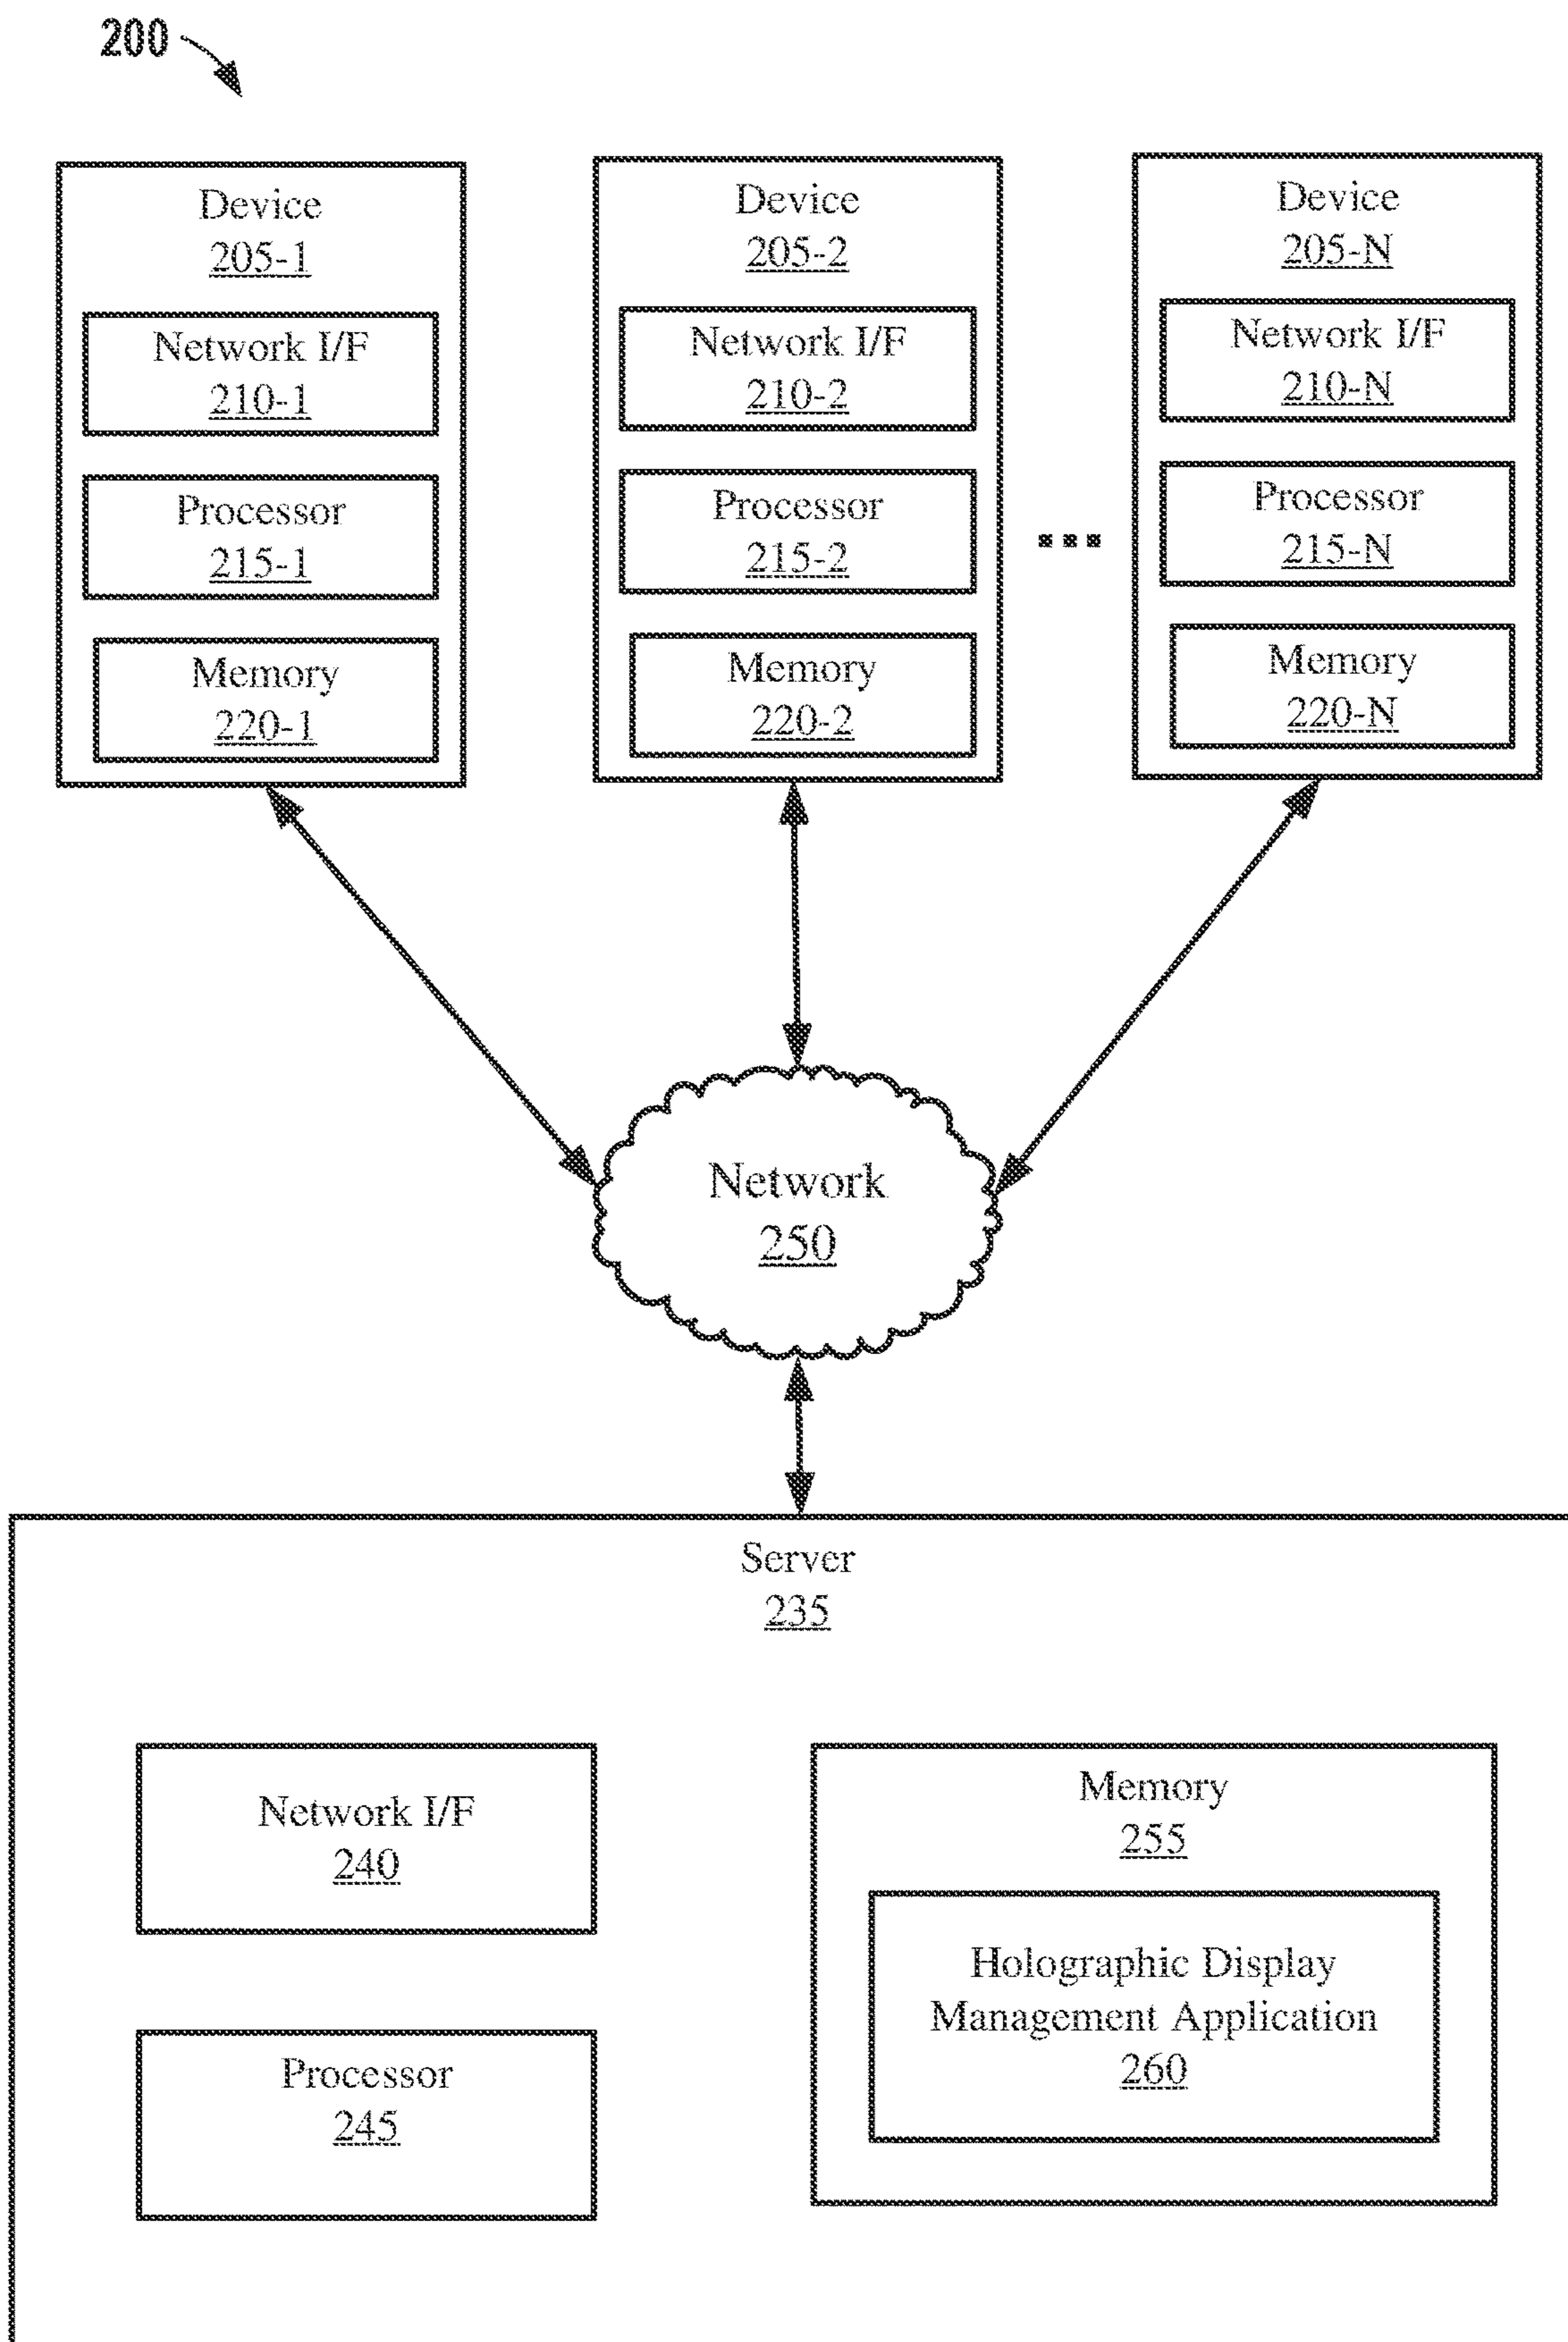 200
Device
205-1
Network I/F
210-1
Processor
215-1
Memory
220-1
Device
205-2
Network I/F
210-2
Processor
215-2
Memory
220-2
...
Device
205-N
Network I/F
210-N
Processor
215-N
Memory
220-N
Network
250
Server
235
Network I/F
240
Processor
245
Memory
255
Holographic Display
Management Application
260